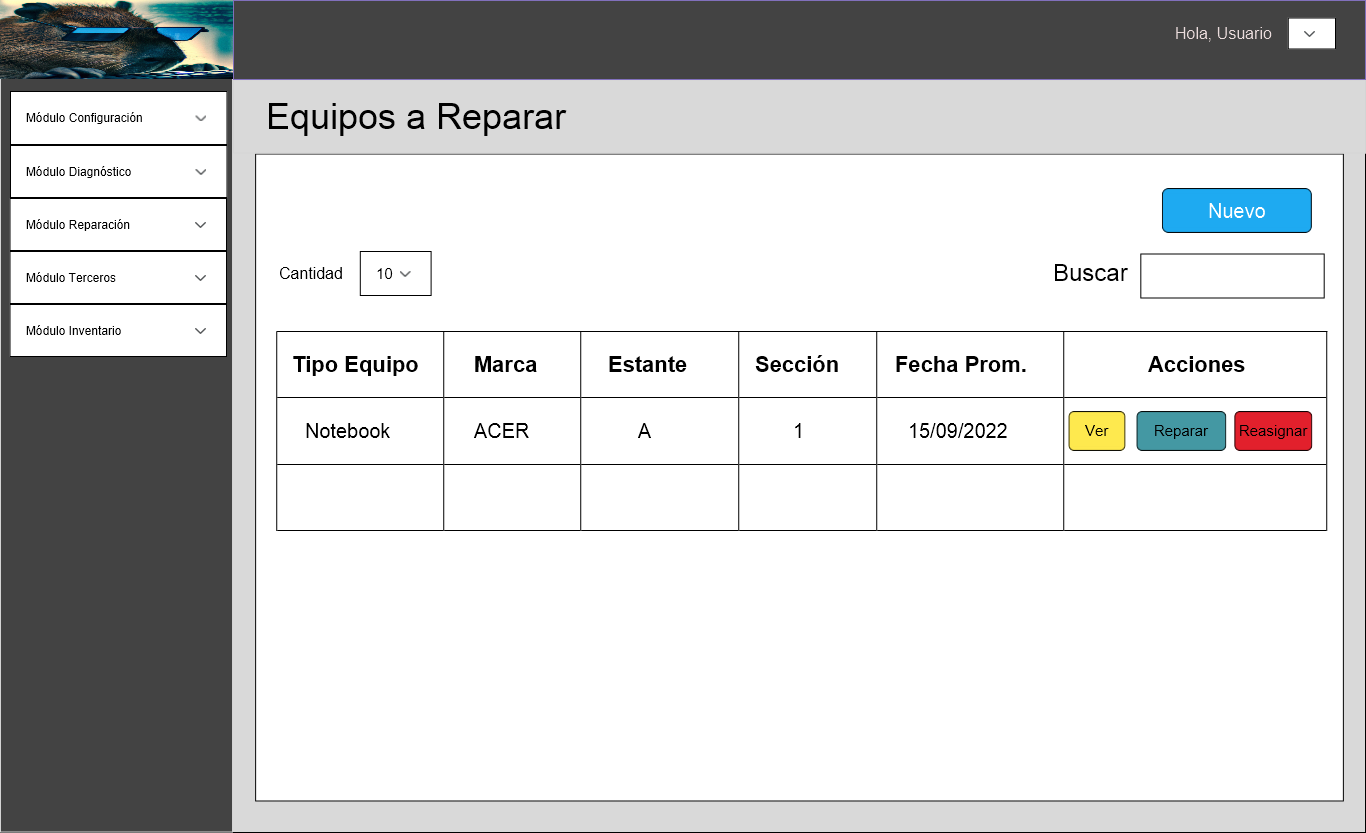 Hola, Usuario
Módulo Configuración
Módulo Diagnóstico
Módulo Reparación
Módulo Terceros
Módulo Inventario
Equipos a Reparar
Nuevo
Cantidad 10 Buscar
Tipo Equipo Marca Estante Sección Fecha Prom. Acciones
Notebook ACER A 1 15/09/2022 Ver Reparar Reasignar